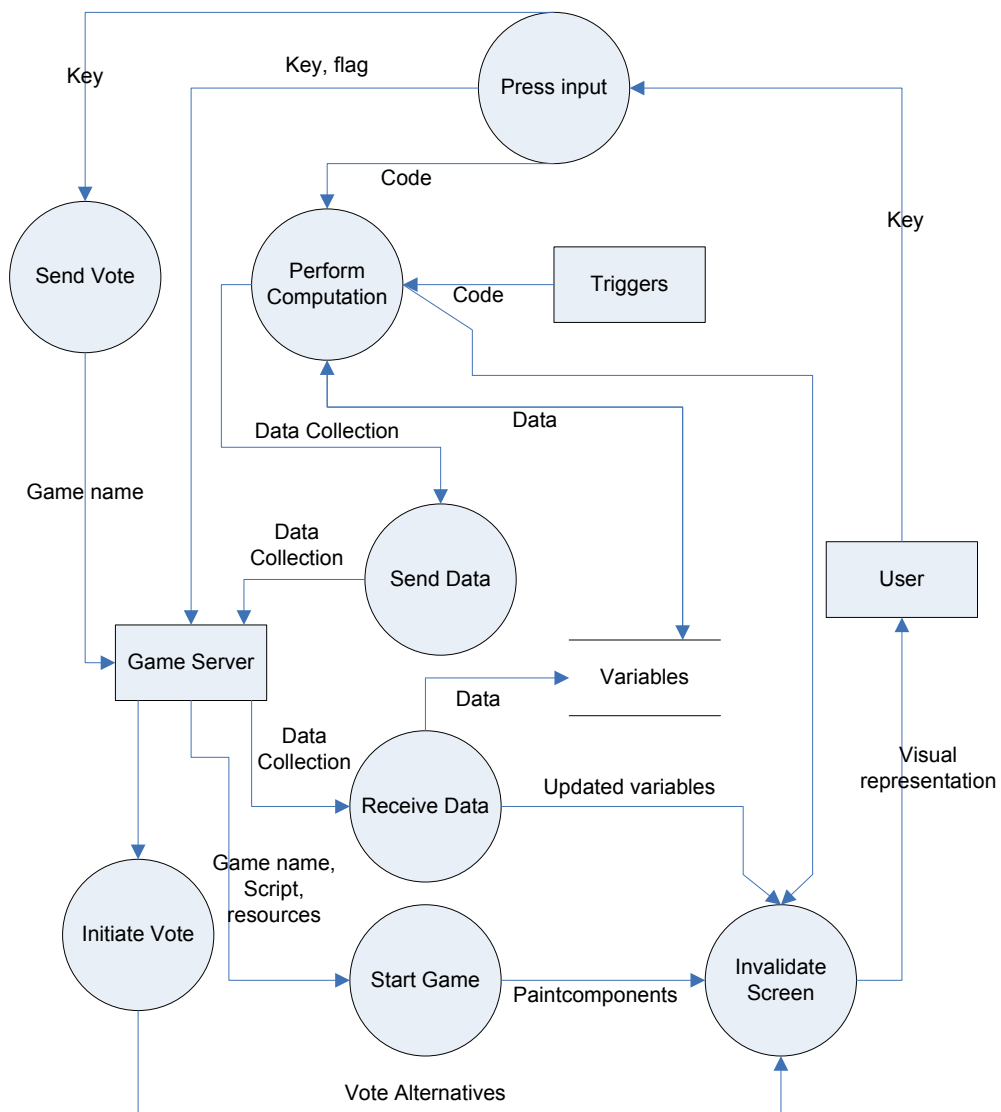 Key
Key, flag
Press input
Code
Key
Send Vote
Perform
Computation
Code
Triggers
Data Collection
Data
Game name
Data
Collection
Send Data
User
Game Server
Variables
Data
Data
Collection
Visual
representation
Receive Data
Updated variables
Game name,
Script,
resources
Initiate Vote
Start Game
Paintcomponents
Invalidate
Screen
Vote Alternatives